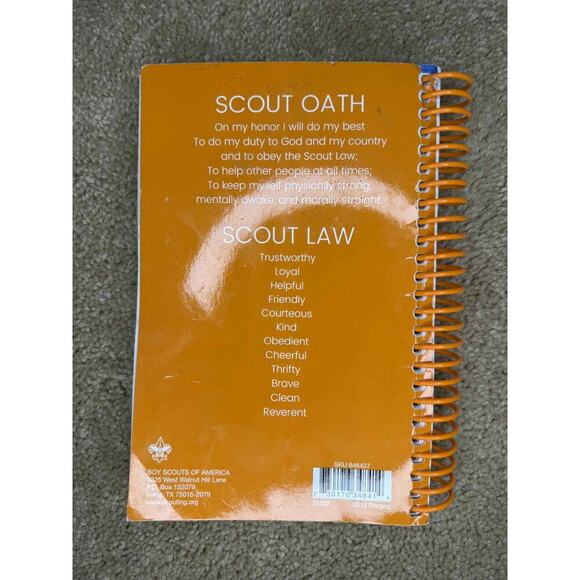 SCOUT OATH
On my honor I will do my best
To do my duty to God and my country
and to obey the Scout Law;
To help other people at all times;
To keep myself physically strong,
mentally awake, and morally straight.
SCOUT LAW
Trustworthy
Loyal
Helpful
Friendly
Courteous
Kind
Obedient
Cheerful
Thrifty
Brave
Clean
Reverent
BOY SCOUTS OF AMERICA
1325 West Walnut Hill Lane
P.O. Box 152079
Irving, TX 75015-2079
www.scouting.org
SKU 646427
7 30176 34641
2019 Printing